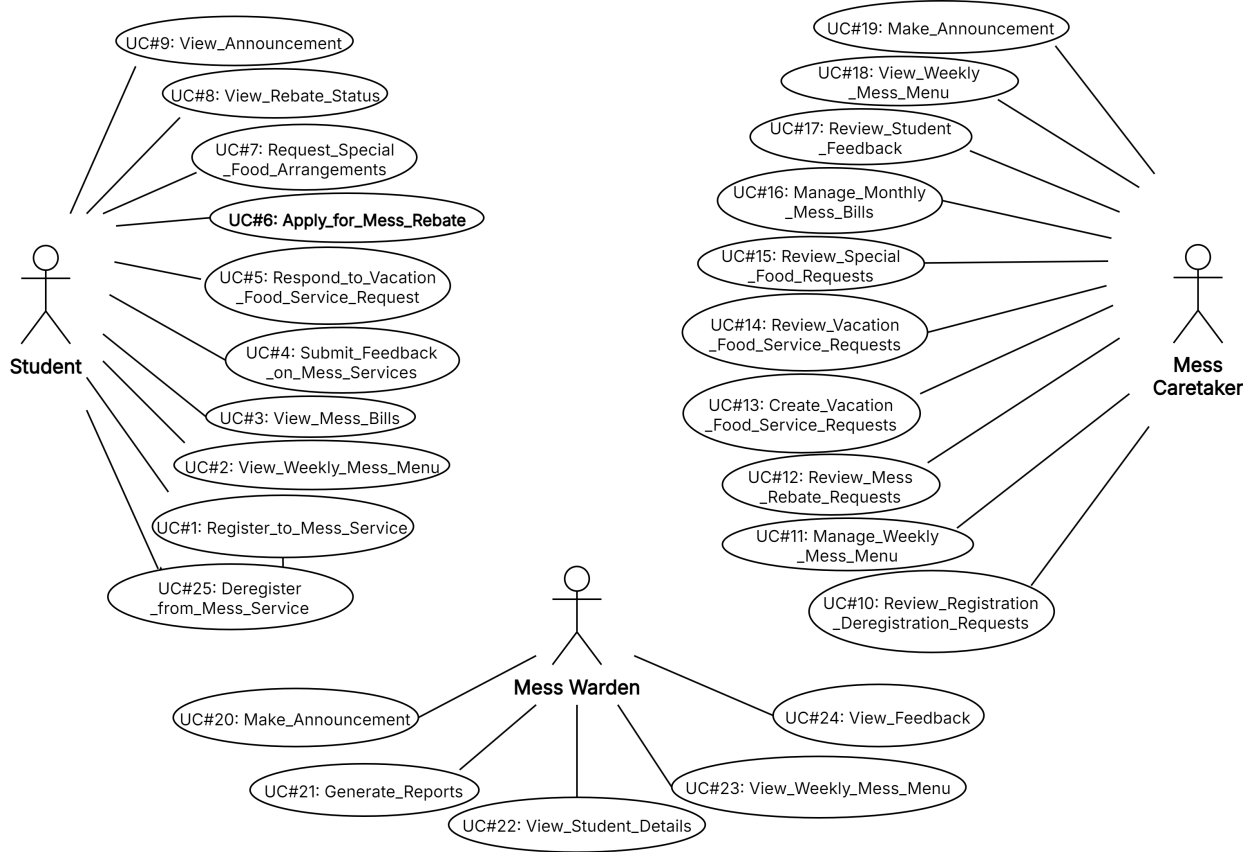 UC#9: View_Announcement
UC#8: View_Rebate_Status
UC#7: Request_Special
_Food_Arrangements
UC#6: Apply_for_Mess_Rebate
UC#5: Respond_to_Vacation
_Food_Service_Request
UC#4: Submit_Feedback
_on_Mess_Services
UC#3: View_Mess_Bills
UC#2: View_Weekly_Mess_Menu
UC#1: Register_to_Mess_Service
UC#25: Deregister
_from_Mess_Service
Student
UC#19: Make_Announcement
UC#18: View_Weekly
_Mess_Menu
UC#17: Review_Student
_Feedback
UC#16: Manage_Monthly
_Mess_Bills
UC#15: Review_Special
_Food_Requests
UC#14: Review_Vacation
_Food_Service_Requests
UC#13: Create_Vacation
_Food_Service_Requests
UC#12: Review_Mess
_Rebate_Requests
UC#11: Manage_Weekly
_Mess_Menu
UC#10: Review_Registration
_Deregistration_Requests
Mess
Caretaker
Mess Warden
UC#20: Make_Announcement
UC#21: Generate_Reports
UC#22: View_Student_Details
UC#23: View_Weekly_Mess_Menu
UC#24: View_Feedback